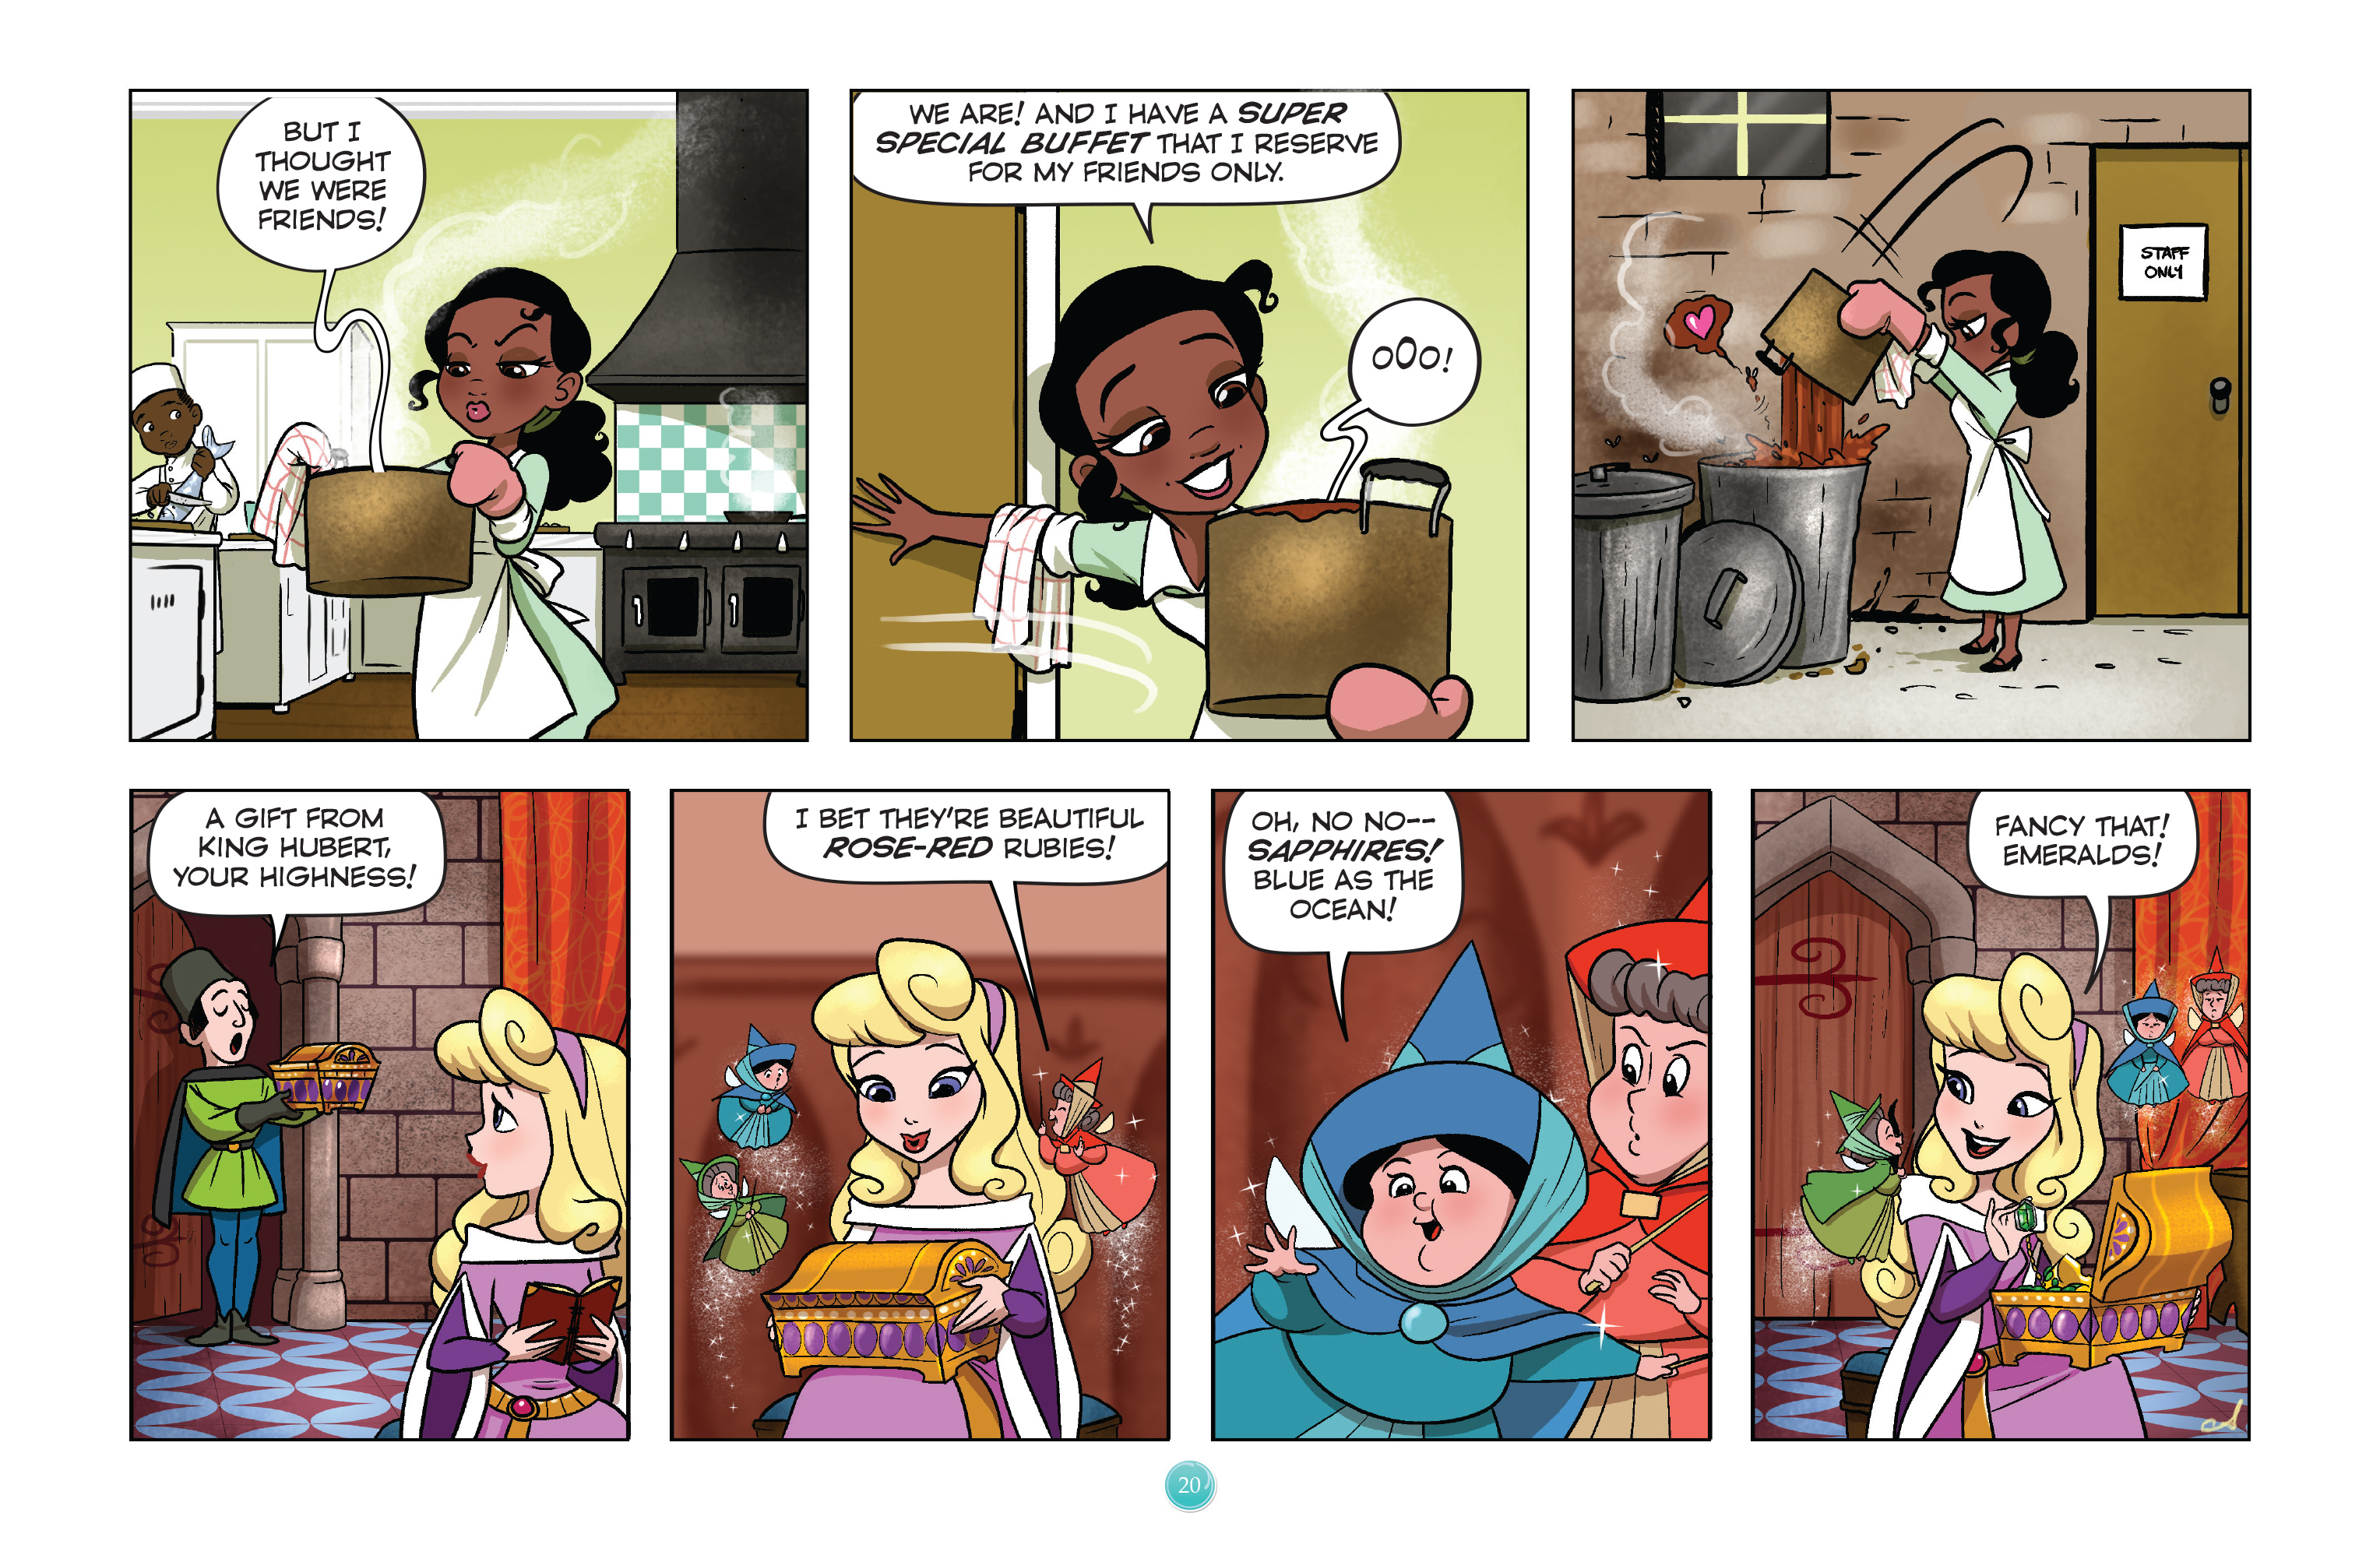 BUT I
THOUGHT
WE WERE
FRIENDS!
WE ARE! AND I HAVE A SUPER
SPECIAL BUFFET THAT I RESERVE
FOR MY FRIENDS ONLY.
OOO!
STAFF
ONLY
A GIFT FROM
KING HUBERT,
YOUR HIGHNESS!
I BET THEY'RE BEAUTIFUL
ROSE-RED RUBIES!
OH, NO NO--
SAPPHIRES!
BLUE AS THE
OCEAN!
FANCY THAT!
EMERALDS!
20